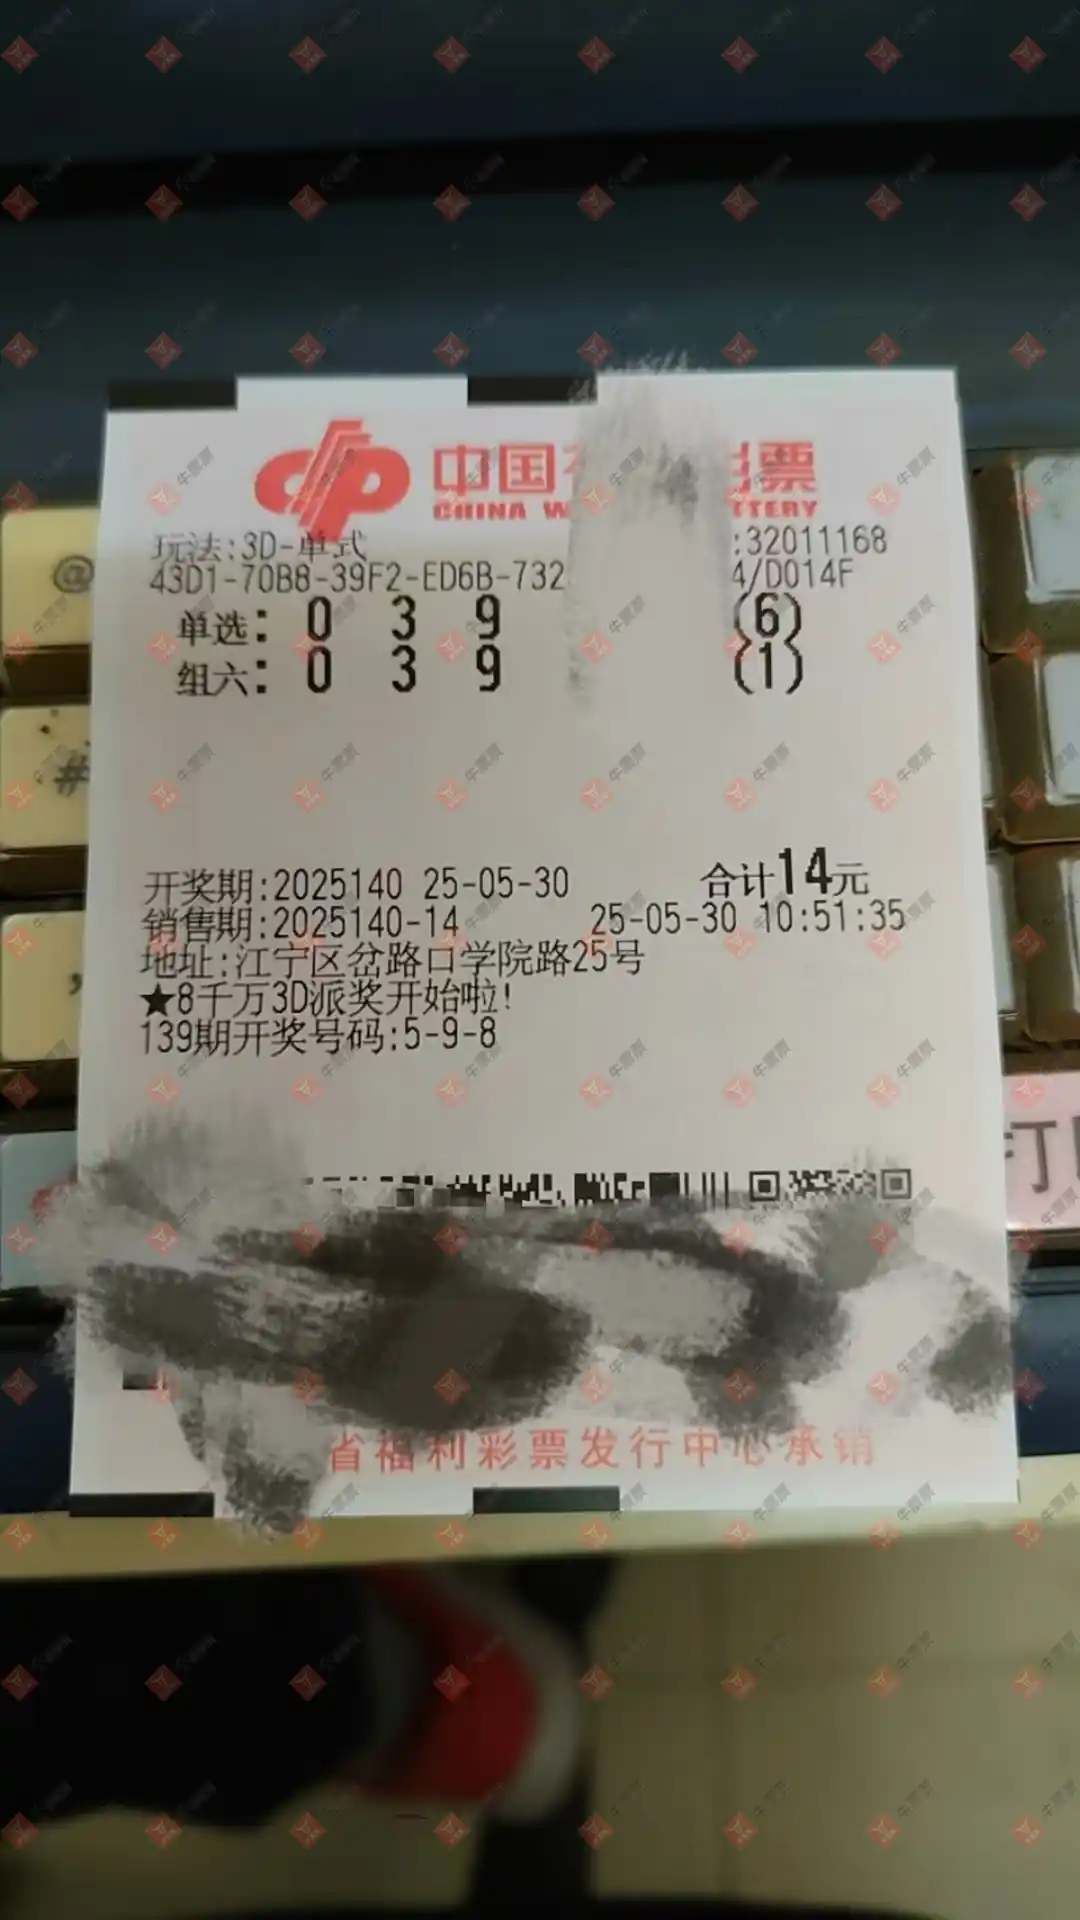 中国 彩票
CHINA W TTERY
玩法:3D-单式 :32011168
43D1-70B8-39F2-ED6B-732 4/D014F
单选: 0 3 9 (6)
组六: 0 3 9 (1)
开奖期:2025140 25-05-30 合计14元
销售期:2025140-14 25-05-30 10:51:35
地址:江宁区岔路口学院路25号
★8千万3D派奖开始啦!
139期开奖号码:5-9-8
省福利彩票发行中心承销
@
#
,
打
牛票票